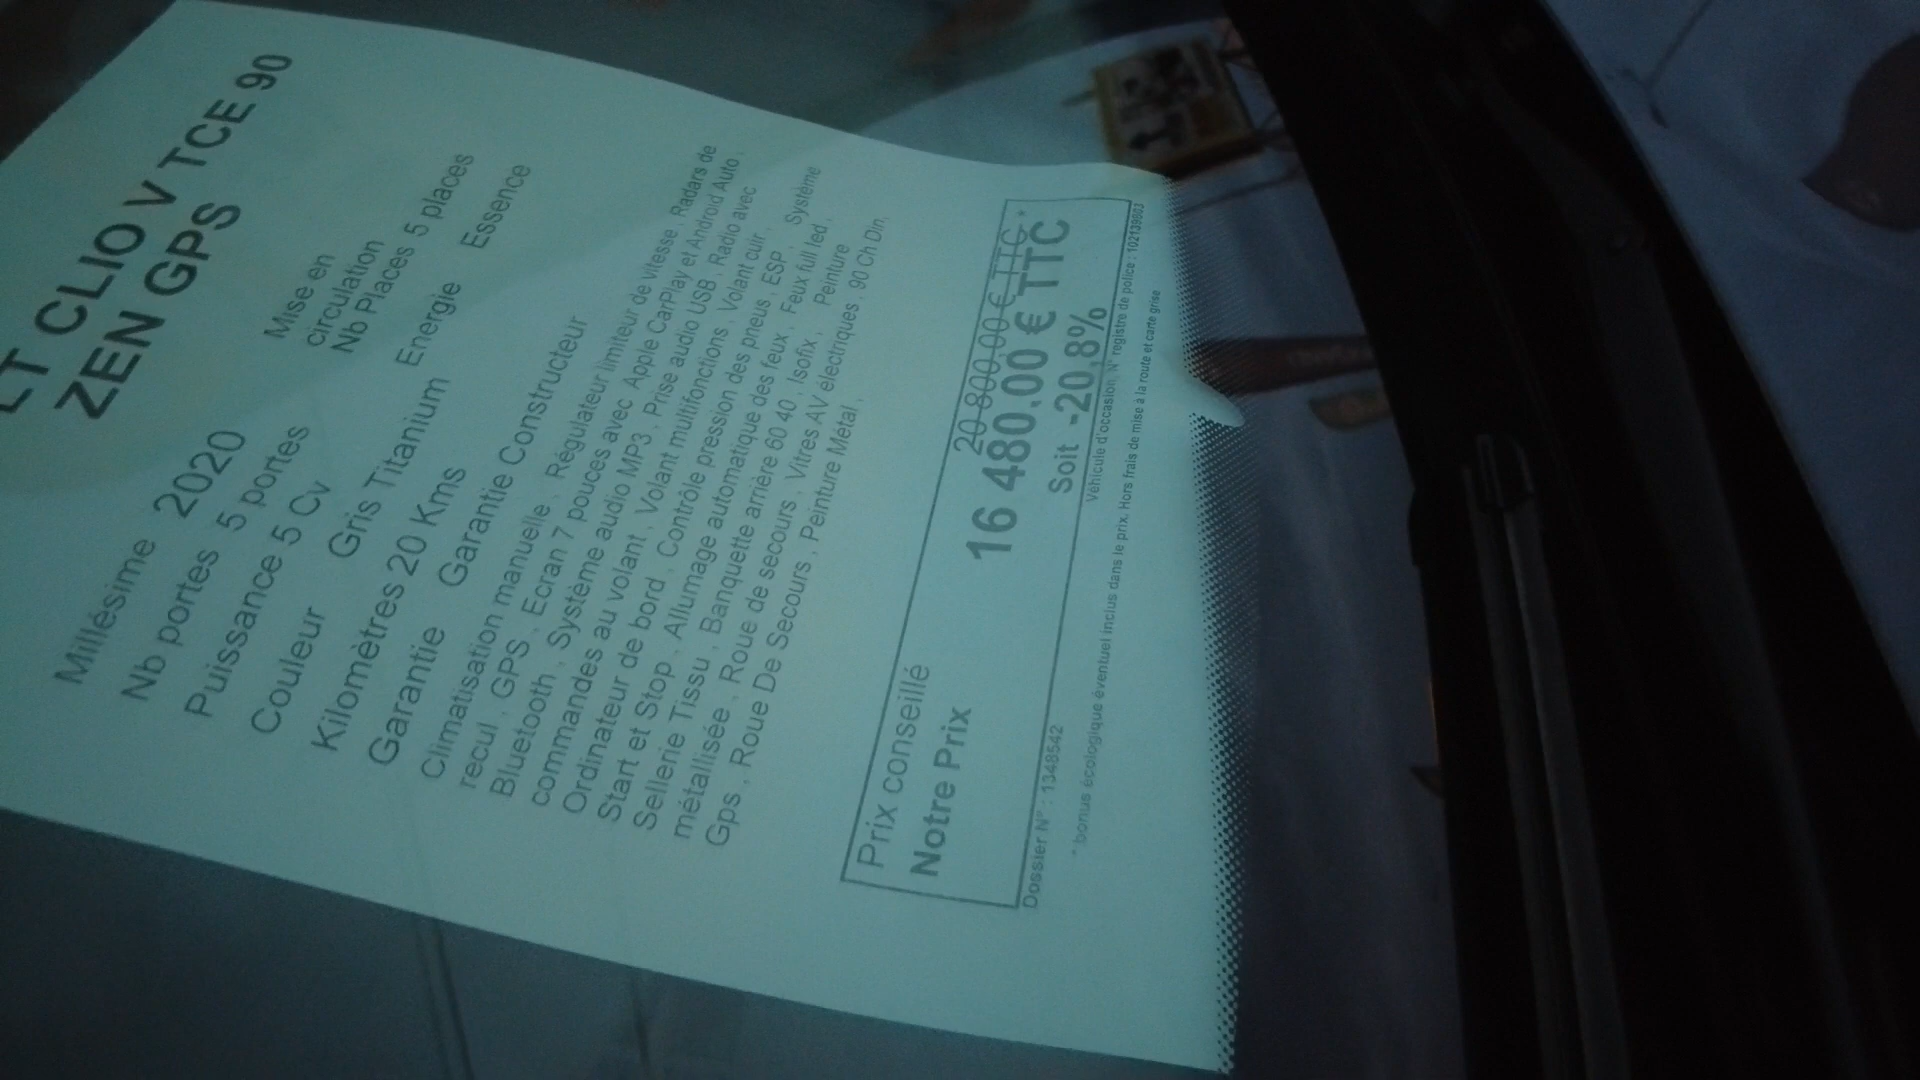 LT CLIO V TCE 90
ZEN GPS
Millésime 2020
Mise en
circulation
Nb portes 5 portes
Nb Places 5 places
Puissance 5 Cv
Energie Essence
Couleur Gris Titanium
Kilomètres 20 Kms
Garantie Garantie Constructeur
Climatisation manuelle , Régulateur limiteur de vitesse , Radars de
recul , GPS , Ecran 7 pouces avec Apple CarPlay et Android Auto ,
Bluetooth , Système audio MP3 , Prise audio USB , Radio avec
commandes au volant , Volant multifonctions , Volant cuir ,
Ordinateur de bord , Contrôle pression des pneus , ESP , Système
Start et Stop , Allumage automatique des feux , Feux full led ,
Sellerie Tissu , Banquette arrière 60 40 , Isofix , Peinture
métallisée , Roue de secours , Vitres AV électriques , 90 Ch Din,
Gps , Roue De Secours , Peinture Métal ,
Prix conseillé 20 800,00 € TTC *
Notre Prix 16 480,00 € TTC
Soit -20,8%
Dossier N° : 1348542 Véhicule d'occasion, N° registre de police : 102139803
* bonus écologique éventuel inclus dans le prix. Hors frais de mise à la route et carte grise